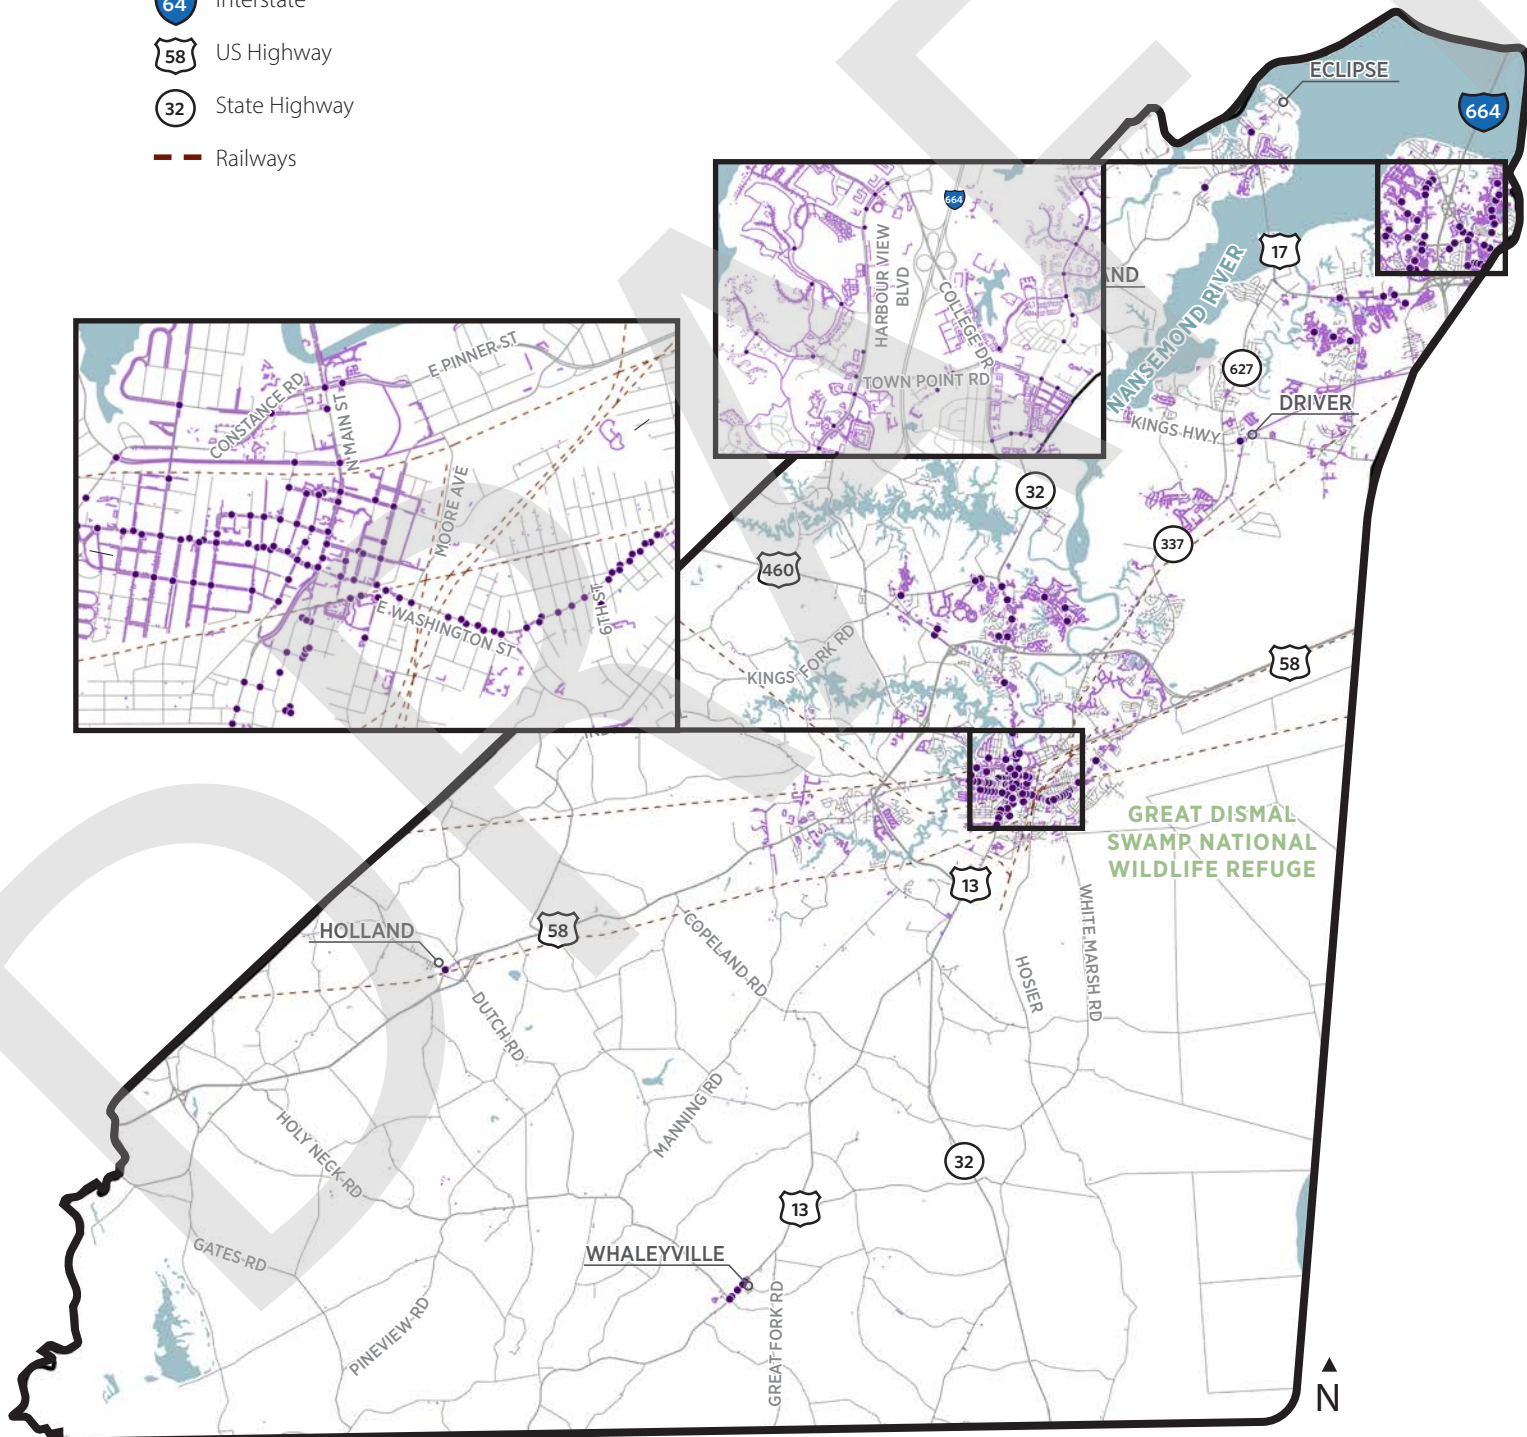 64 Interstate
58 US Highway
32 State Highway
Railways
ECLIPSE
664
664
HARBOUR VIEW
BLVD
COLLEGE DR
TOWN POINT RD
AND
17
NANSEMOND RIVER
627
DRIVER
KINGS HWY
E PINNER ST
CONSTANCE RD
N MAIN ST
MOORE AVE
E WASHINGTON ST
6TH ST
32
337
460
KINGS FORK RD
58
GREAT DISMAL
SWAMP NATIONAL
WILDLIFE REFUGE
13
HOLLAND
58
COPELAND RD
WHITE MARSH RD
HOSIER
DUTCH RD
MANNING RD
HOLY NECK RD
32
13
GATES RD
WHALEYVILLE
PINEVIEW RD
GREAT FORK RD
N
DRAFT